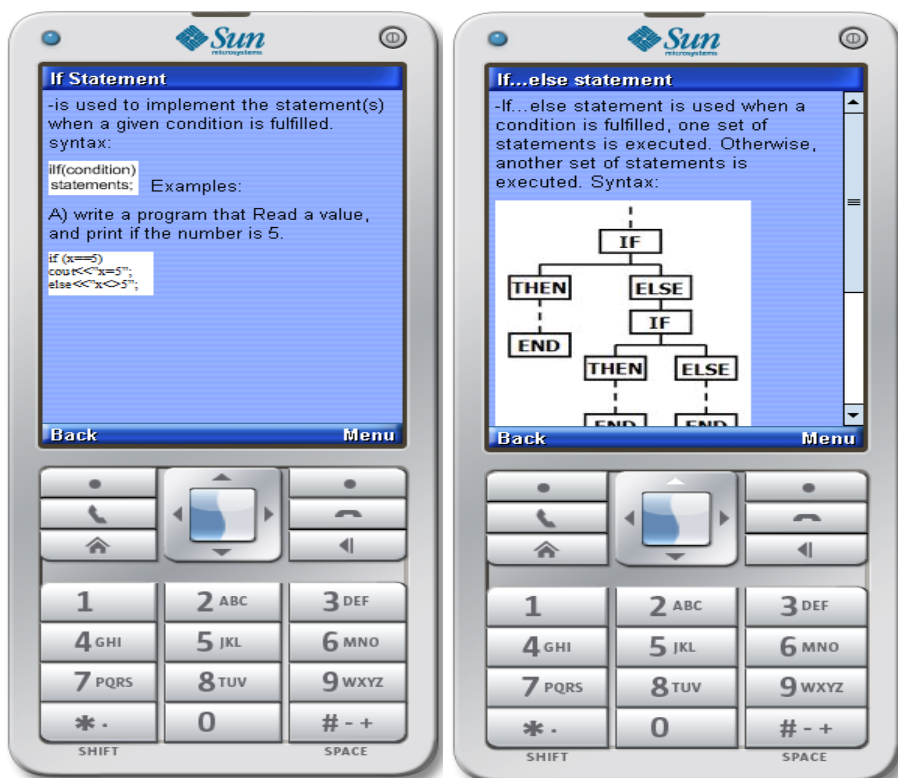 Sun
microsystems
If Statement
-is used to implement the statement(s)
when a given condition is fulfilled.
syntax:
iIf(condition)
statements;
Examples:
A) write a program that Read a value,
and print if the number is 5.
if (x==5)
cout<<"x=5";
else<<"x<>5";
Back Menu
1 2 ABC 3 DEF
4 GHI 5 JKL 6 MNO
7 PQRS 8 TUV 9 WXYZ
* . 0 # - +
SHIFT SPACE
Sun
microsystems
If...else statement
-If...else statement is used when a
condition is fulfilled, one set of
statements is executed. Otherwise,
another set of statements is
executed. Syntax:
IF
THEN ELSE
IF
END
THEN ELSE
END END
Back Menu
1 2 ABC 3 DEF
4 GHI 5 JKL 6 MNO
7 PQRS 8 TUV 9 WXYZ
* . 0 # - +
SHIFT SPACE